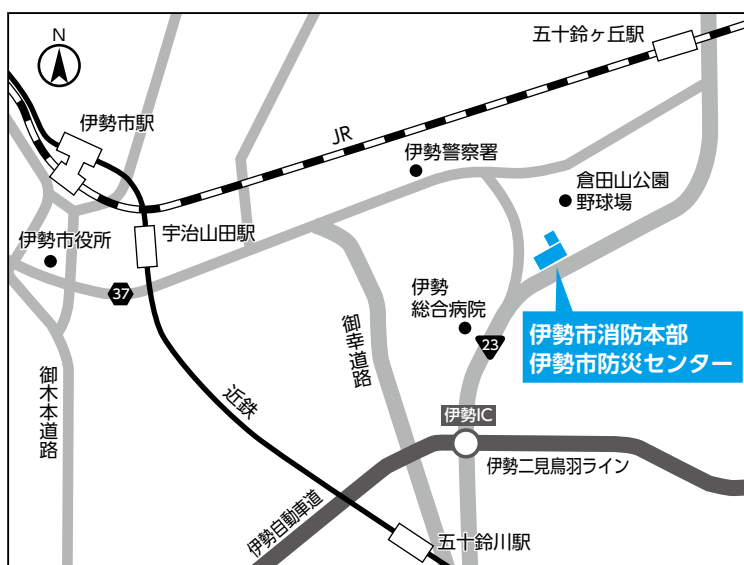 N
五十鈴ヶ丘駅
伊勢市駅
JR
伊勢警察署
倉田山公園
野球場
伊勢市役所
宇治山田駅
37
伊勢
総合病院
23
伊勢市消防本部
伊勢市防災センター
御幸道路
御木本道路
近鉄
伊勢IC
伊勢二見鳥羽ライン
伊勢自動車道
五十鈴川駅